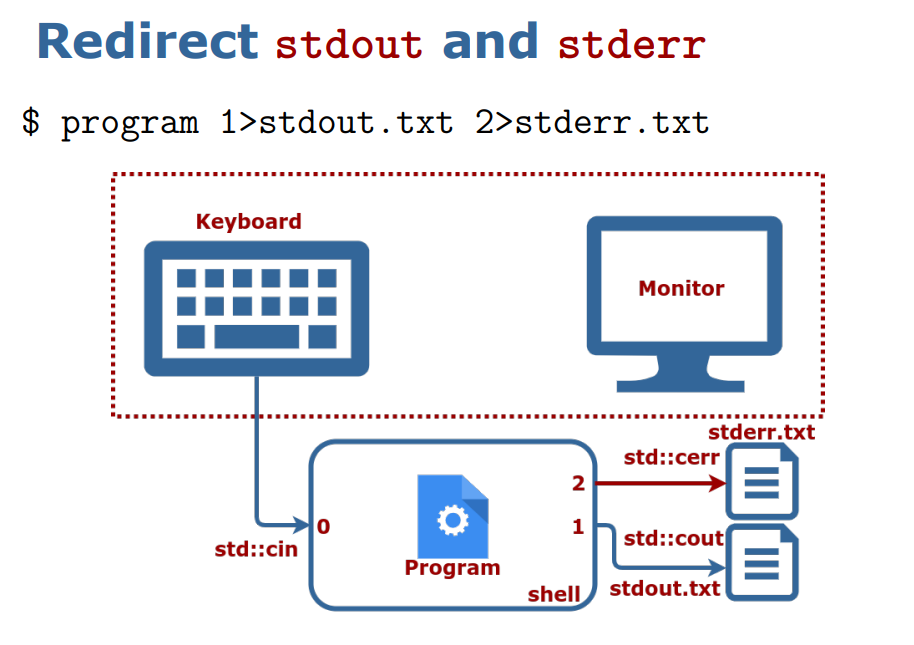 Redirect stdout and stderr
$ program 1>stdout.txt 2>stderr.txt
Keyboard
Monitor
stderr.txt
std::cerr
2
0
1
std::cin
std::cout
Program
shell
stdout.txt